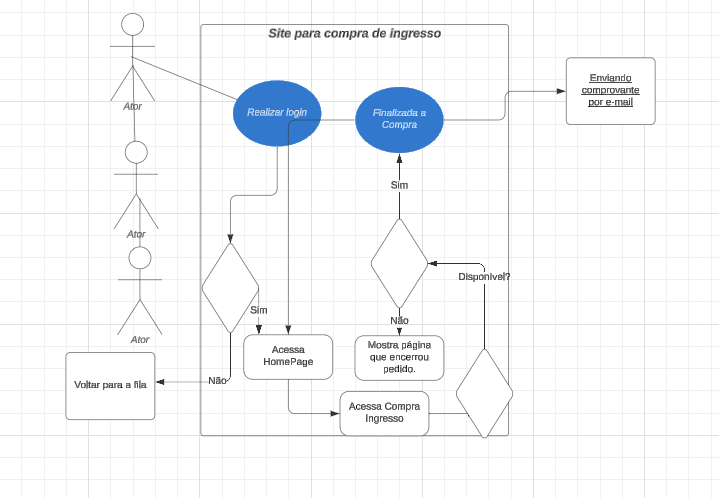 Site para compra de ingresso
Ator
Realizar login
Finalizada a
Compra
Enviando
comprovante
por e-mail
Sim
Ator
Disponível?
Sim
Não
Ator
Acessa
HomePage
Mostra página
que encerrou
pedido.
Voltar para a fila
Não
Acessa Compra
Ingresso